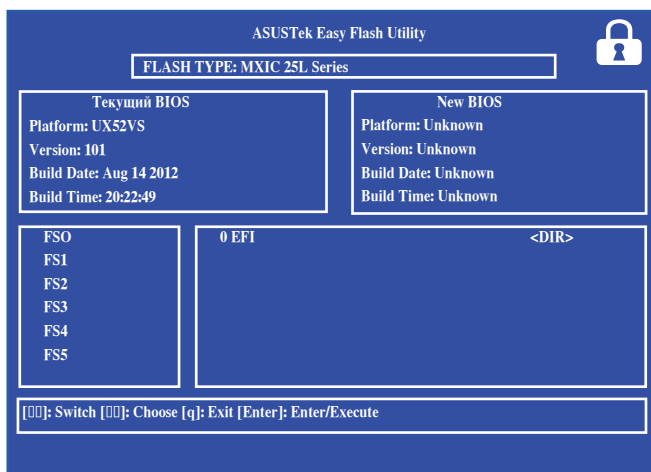 ASUSTek Easy Flash Utility
FLASH TYPE: MXIC 25L Series
Текущий BIOS
Platform: UX52VS
Version: 101
Build Date: Aug 14 2012
Build Time: 20:22:49
New BIOS
Platform: Unknown
Version: Unknown
Build Date: Unknown
Build Time: Unknown
FSO
FS1
FS2
FS3
FS4
FS5
0 EFI <DIR>
[▯▯]: Switch [▯▯]: Choose [q]: Exit [Enter]: Enter/Execute